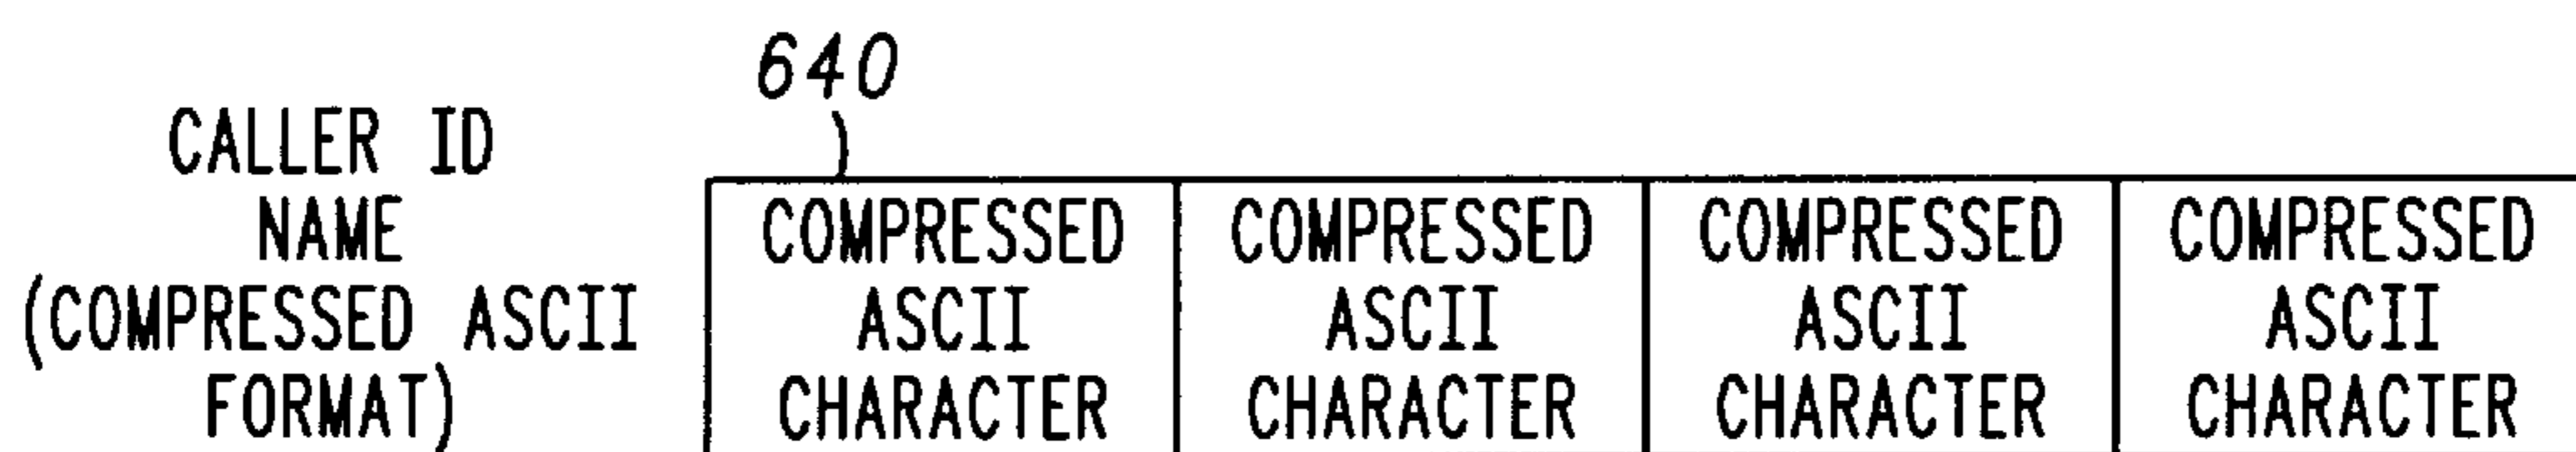 640
CALLER ID
NAME
(COMPRESSED ASCII
FORMAT)
COMPRESSED
ASCII
CHARACTER
COMPRESSED
ASCII
CHARACTER
COMPRESSED
ASCII
CHARACTER
COMPRESSED
ASCII
CHARACTER